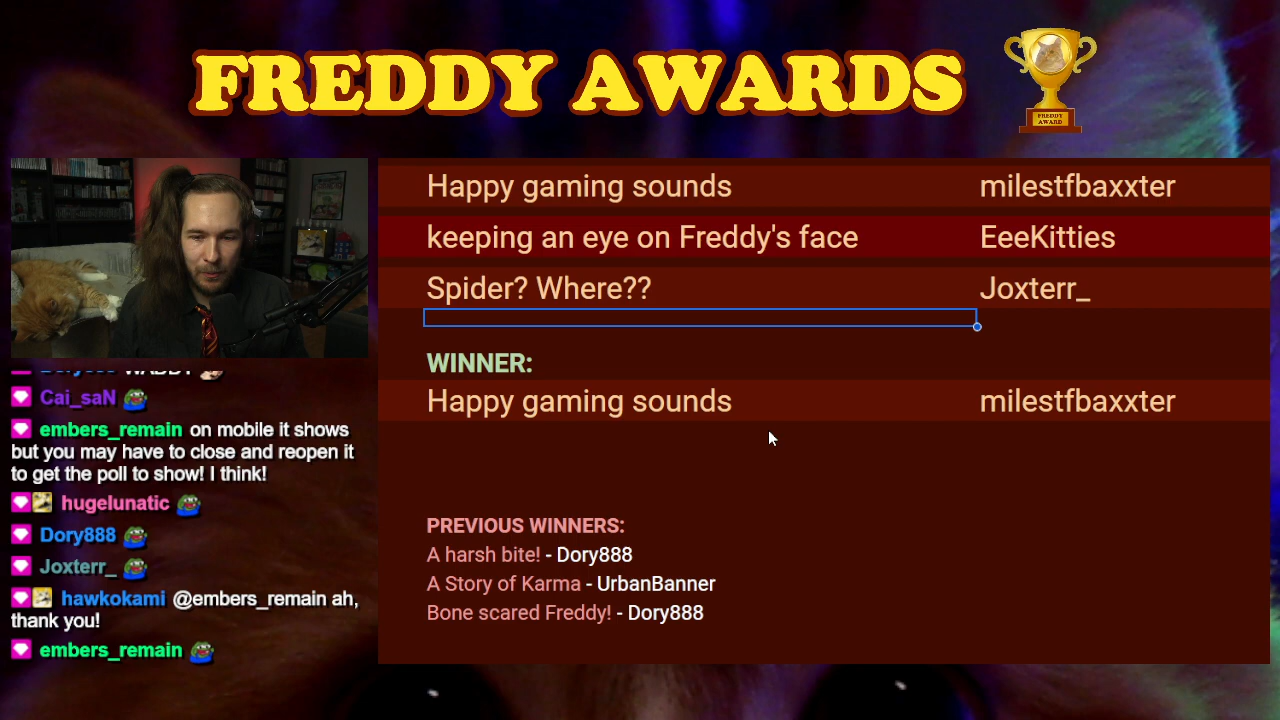 FREDDY AWARDS
FREDDY
AWARD
Happy gaming sounds milestfbaxxter
keeping an eye on Freddy's face EeeKitties
Spider? Where?? Joxterr_
WINNER:
Happy gaming sounds milestfbaxxter
PREVIOUS WINNERS:
A harsh bite! - Dory888
A Story of Karma - UrbanBanner
Bone scared Freddy! - Dory888
Cai_saN
embers_remain on mobile it shows
but you may have to close and reopen it
to get the poll to show! I think!
hugelunatic
Dory888
Joxterr_
hawkokami @embers_remain ah,
thank you!
embers_remain